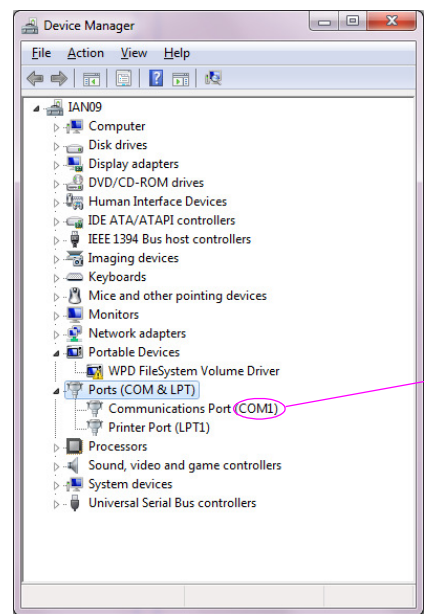 Device Manager
File Action View Help
IAN09
Computer
Disk drives
Display adapters
DVD/CD-ROM drives
Human Interface Devices
IDE ATA/ATAPI controllers
IEEE 1394 Bus host controllers
Imaging devices
Keyboards
Mice and other pointing devices
Monitors
Network adapters
Portable Devices
WPD FileSystem Volume Driver
Ports (COM & LPT)
Communications Port (COM1)
Printer Port (LPT1)
Processors
Sound, video and game controllers
System devices
Universal Serial Bus controllers